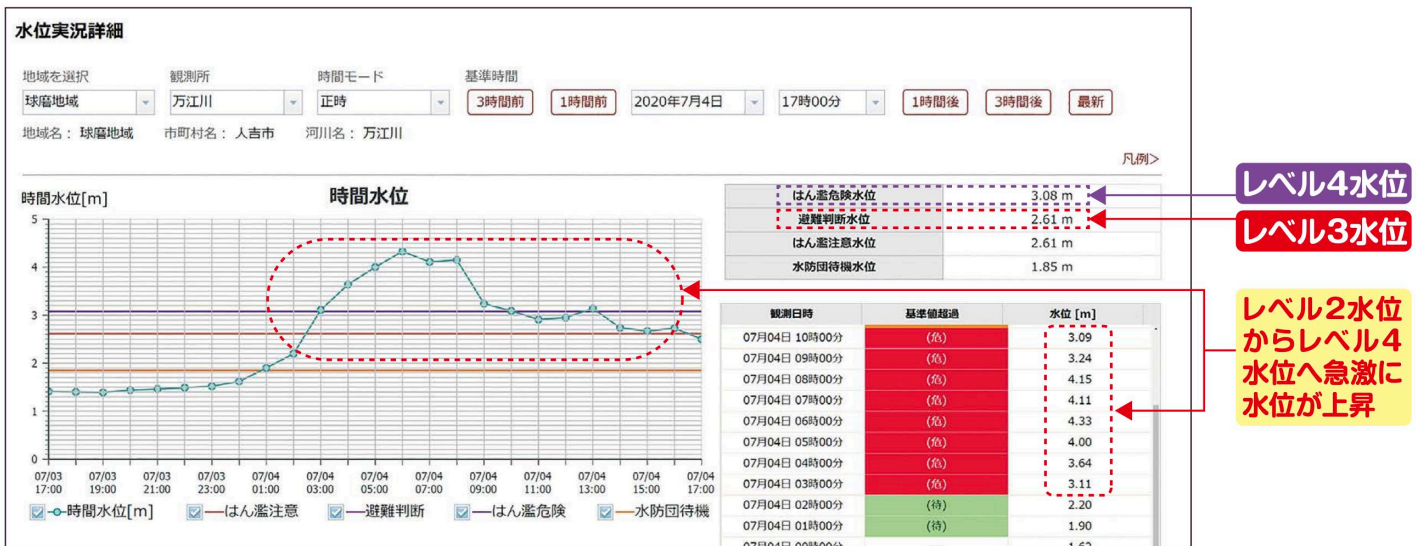 水位実況詳細
地域を選択 観測所 時間モード 基準時間
球磨地域 万江川 正時 3時間前 1時間前 2020年7月4日 17時00分 1時間後 3時間後 最新
地域名： 球磨地域 市町村名： 人吉市 河川名： 万江川
凡例>
時間水位[m] 時間水位
5
4
3
2
1
0
07/03 07/03 07/03 07/03 07/04 07/04 07/04 07/04 07/04 07/04 07/04 07/04 07/04
17:00 19:00 21:00 23:00 01:00 03:00 05:00 07:00 09:00 11:00 13:00 15:00 17:00
時間水位[m] はん濫注意 避難判断 はん濫危険 水防団待機
はん濫危険水位 3.08 m
避難判断水位 2.61 m
はん濫注意水位 2.61 m
水防団待機水位 1.85 m
観測日時 基準値超過 水位 [m]
07月04日 10時00分 (危) 3.09
07月04日 09時00分 (危) 3.24
07月04日 08時00分 (危) 4.15
07月04日 07時00分 (危) 4.11
07月04日 06時00分 (危) 4.33
07月04日 05時00分 (危) 4.00
07月04日 04時00分 (危) 3.64
07月04日 03時00分 (危) 3.11
07月04日 02時00分 (待) 2.20
07月04日 01時00分 (待) 1.90
07月04日 00時00分 1.62
レベル4水位
レベル3水位
レベル2水位
からレベル4
水位へ急激に
水位が上昇